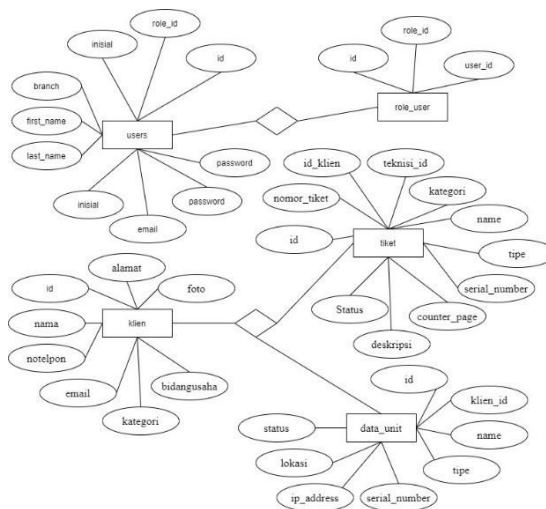 role_id
inisial
id
branch
first_name
last_name
users
password
password
inisial
email
role_id
id
user_id
role_user
id_klien
teknisi_id
nomor_tiket
kategori
name
id
tiket
tipe
serial_number
Status
counter_page
deskripsi
alamat
id
foto
nama
klien
notelpon
email
bidangusaha
kategori
id
klien_id
status
data_unit
name
lokasi
tipe
ip_address
serial_number